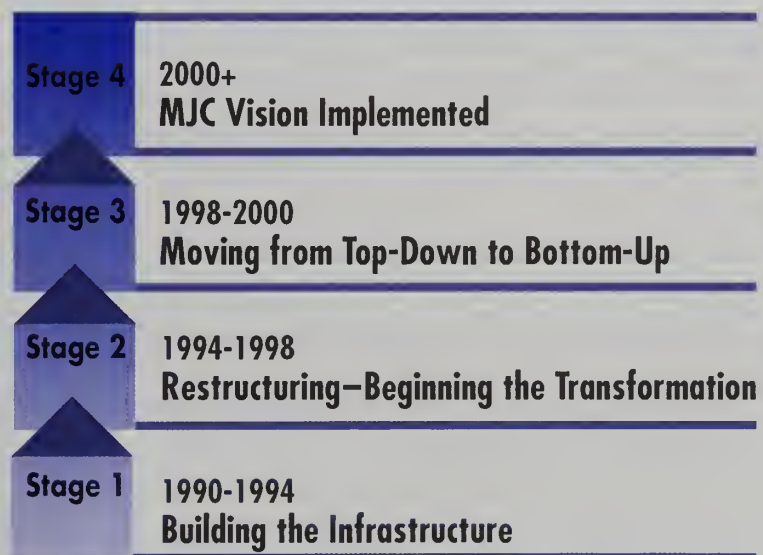 Stage 4
2000+
MJC Vision Implemented
Stage 3
1998-2000
Moving from Top-Down to Bottom-Up
Stage 2
1994-1998
Restructuring—Beginning the Transformation
Stage 1
1990-1994
Building the Infrastructure